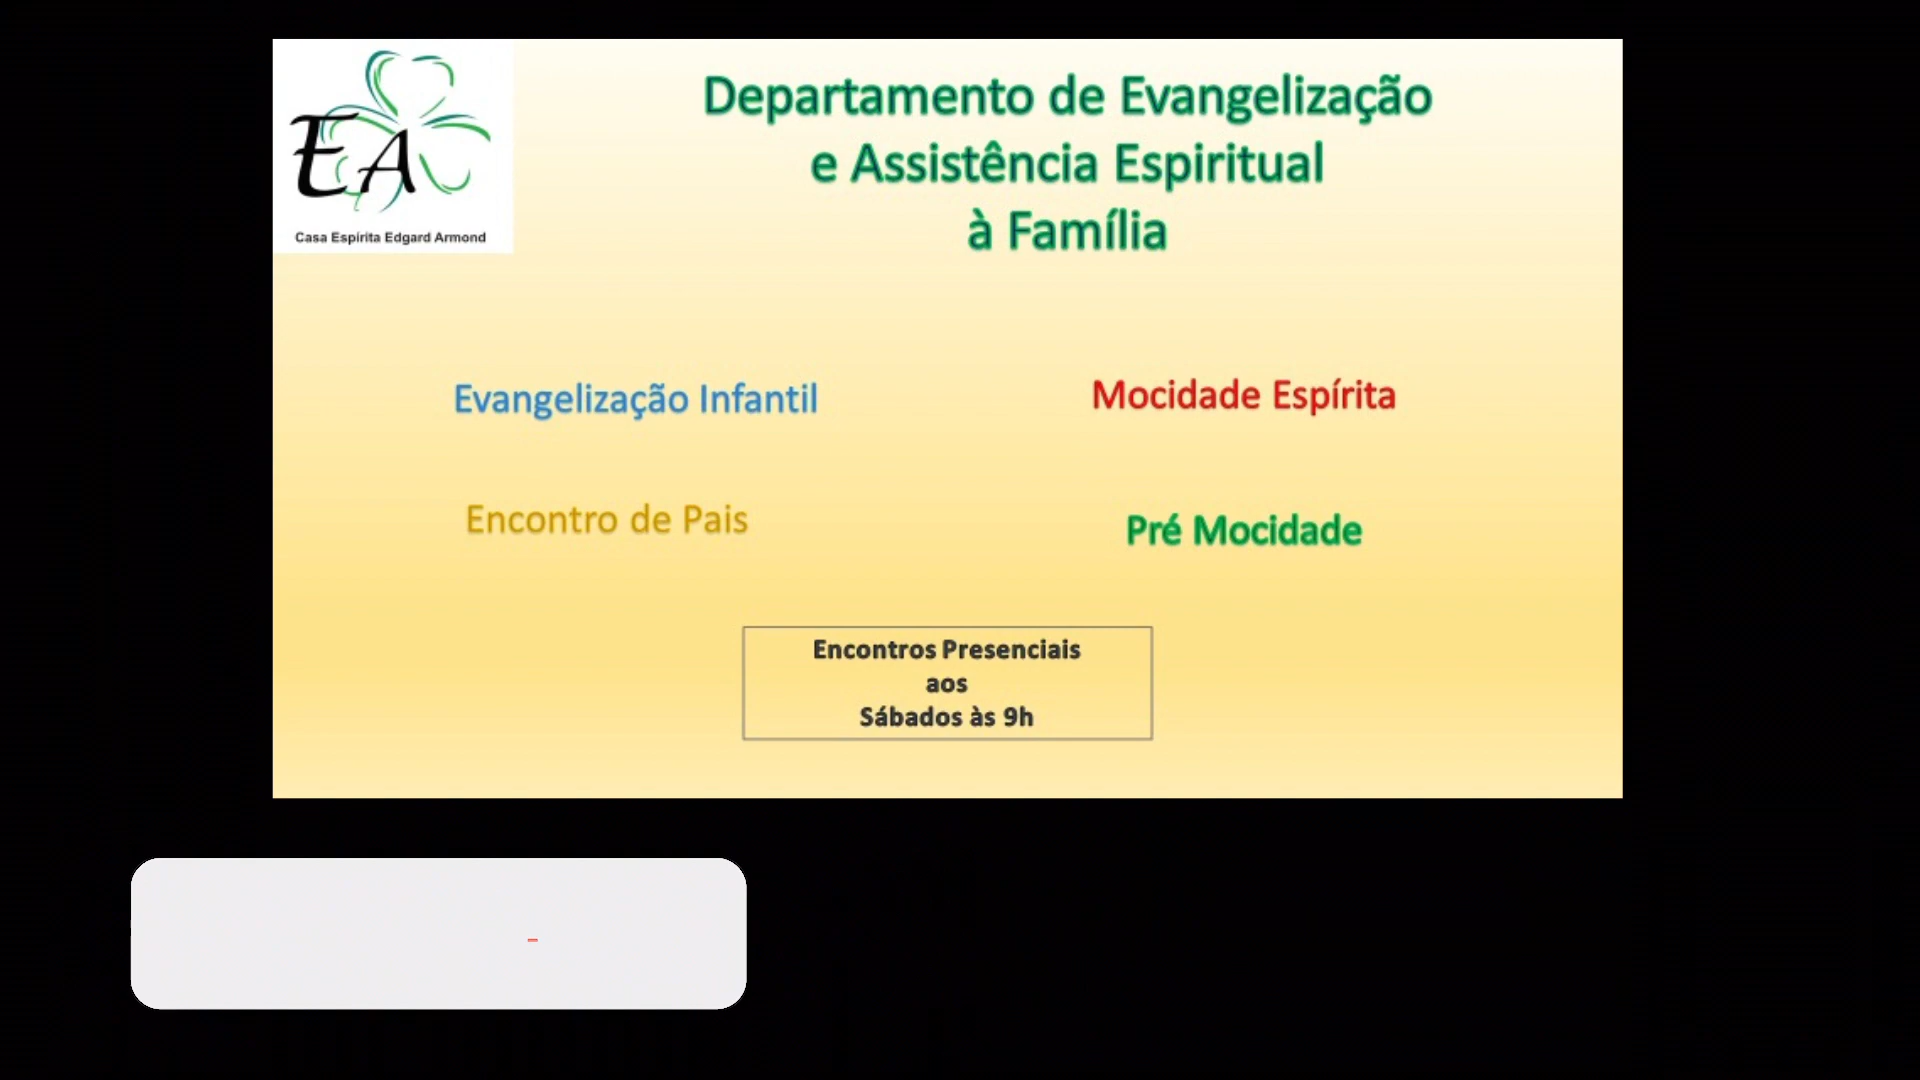 EA
Casa Espírita Edgard Armond
Departamento de Evangelização
e Assistência Espiritual
à Família
Evangelização Infantil
Mocidade Espírita
Encontro de Pais
Pré Mocidade
Encontros Presenciais
aos
Sábados às 9h